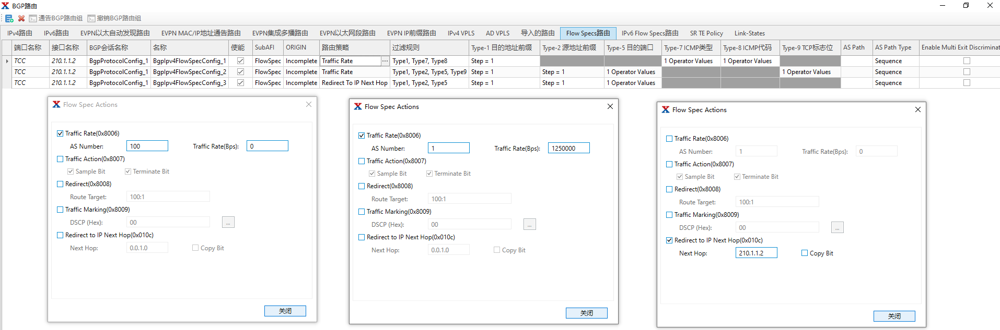 BGP路由
通告BGP路由组 撤销BGP路由组
IPv4路由 IPv6路由 EVPN以太自动发现路由 EVPN MAC/IP地址通告路由 EVPN集成多播路由 EVPN以太网段路由 EVPN IP前缀路由 IPv4 VPLS AD VPLS 导入的路由 Flow Specs路由 IPv6 Flow Specs路由 SR TE Policy Link-States
端口名称 接口名称 BGP会话名称 名称 使能 SubAFI ORIGIN 路由策略 过滤规则 Type-1 目的地址前缀 Type-2 源地址前缀 Type-5 目的端口 Type-7 ICMP类型 Type-8 ICMP代码 Type-9 TCP标志位 AS Path AS Path Type Enable Multi Exit Discriminat
TCC 210.1.1.2 BgpProtocolConfig_1 BgpIpv4FlowSpecConfig_1 FlowSpec Incomplete Traffic Rate ... Type1, Type7, Type8 Step = 1 1 Operator Values 1 Operator Values Sequence
TCC 210.1.1.2 BgpProtocolConfig_1 BgpIpv4FlowSpecConfig_2 FlowSpec Incomplete Traffic Rate Type1, Type2, Type5, Type9 Step = 1 Step = 1 1 Operator Values 1 Operator Values Sequence
TCC 210.1.1.2 BgpProtocolConfig_1 BgpIpv4FlowSpecConfig_3 FlowSpec Incomplete Redirect To IP Next Hop Type1, Type2, Type5 Step = 1 Step = 1 1 Operator Values Sequence
Flow Spec Actions
Traffic Rate(0x8006)
AS Number: 100 Traffic Rate(Bps): 0
Traffic Action(0x8007)
Sample Bit Terminate Bit
Redirect(0x8008)
Route Target: 100:1
Traffic Marking(0x8009)
DSCP (Hex): 00 ...
Redirect to IP Next Hop(0x010c)
Next Hop: 0.0.1.0 Copy Bit
关闭
Flow Spec Actions
Traffic Rate(0x8006)
AS Number: 1 Traffic Rate(Bps): 1250000
Traffic Action(0x8007)
Sample Bit Terminate Bit
Redirect(0x8008)
Route Target: 100:1
Traffic Marking(0x8009)
DSCP (Hex): 00 ...
Redirect to IP Next Hop(0x010c)
Next Hop: 0.0.1.0 Copy Bit
关闭
Flow Spec Actions
Traffic Rate(0x8006)
AS Number: 1 Traffic Rate(Bps): 0
Traffic Action(0x8007)
Sample Bit Terminate Bit
Redirect(0x8008)
Route Target: 100:1
Traffic Marking(0x8009)
DSCP (Hex): 00 ...
Redirect to IP Next Hop(0x010c)
Next Hop: 210.1.1.2 Copy Bit
关闭